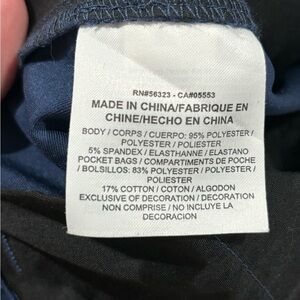 RN#56323 - CA#05553
MADE IN CHINA/FABRIQUE EN
CHINE/HECHO EN CHINA
BODY / CORPS / CUERPO: 95% POLYESTER /
POLYESTER / POLIESTER
5% SPANDEX / ELASTHANNE / ELASTANO
POCKET BAGS / COMPARTIMENTS DE POCHE
/ BOLSILLOS: 83% POLYESTER / POLYESTER /
POLIESTER
17% COTTON / COTON / ALGODON
EXCLUSIVE OF DECORATION / DECORATION
NON COMPRISE / NO INCLUYE LA
DECORACION